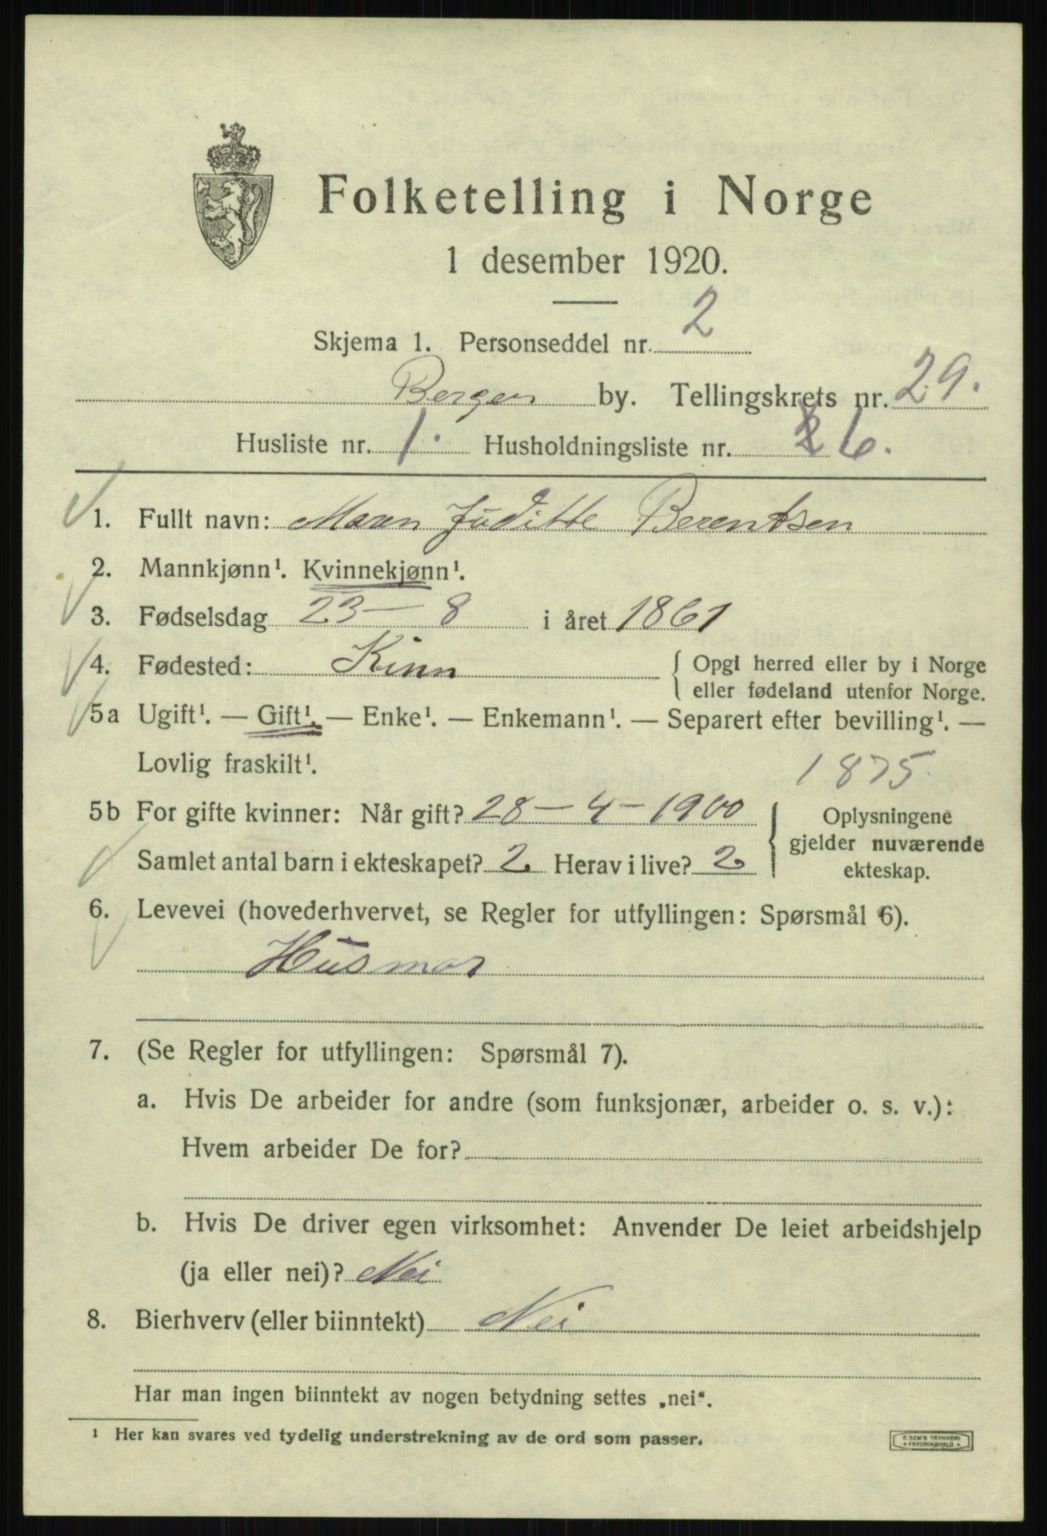 Folketelling i Norge
1 desember 1920.
Skjema 1. Personseddel nr. 2
Bergen by. Tellingskrets nr. 29.
Husliste nr. 1. Husholdningsliste nr. 6.
1. Fullt navn: Maren Juditte Berentsen
2. Mannkjønn¹. Kvinnekjønn¹.
3. Fødselsdag 23 – 8 i året 1861
4. Fødested: Kinn { Opgi herred eller by i Norge
eller fødeland utenfor Norge.
5a Ugift¹. — Gift¹. — Enke¹. — Enkemann¹. — Separert efter bevilling¹. —
Lovlig fraskilt¹.
1875
5b For gifte kvinner: Når gift? 28 – 4 – 1900 } Oplysningene
gjelder nuværende
Samlet antal barn i ekteskapet? 2 Herav i live? 2
ekteskap.
6. Levevei (hovederhvervet, se Regler for utfyllingen: Spørsmål 6).
Husmor
7. (Se Regler for utfyllingen: Spørsmål 7).
a. Hvis De arbeider for andre (som funksjonær, arbeider o. s. v.):
Hvem arbeider De for?
b. Hvis De driver egen virksomhet: Anvender De leiet arbeidshjelp
(ja eller nei)? Nei
8. Bierhverv (eller biinntekt) Nei
Har man ingen biinntekt av nogen betydning settes „nei".
¹ Her kan svares ved tydelig understrekning av de ord som passer.